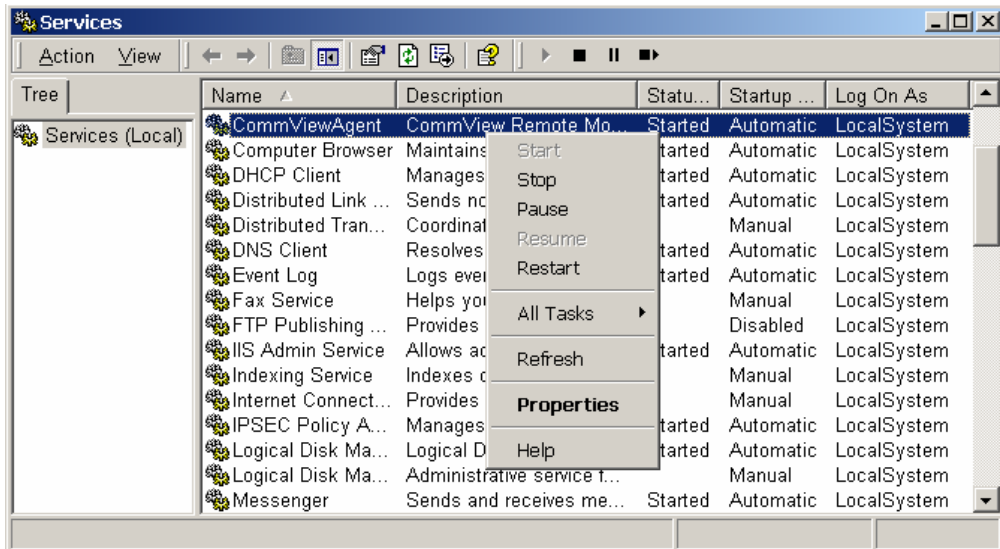 Services
Action View
Tree
Name Description Statu... Startup ... Log On As
Services (Local)
CommViewAgent CommView Remote Mo... Started Automatic LocalSystem
Computer Browser Maintains Start tarted Automatic LocalSystem
DHCP Client Manages Stop tarted Automatic LocalSystem
Distributed Link ... Sends no Pause tarted Automatic LocalSystem
Distributed Tran... Coordinat Manual LocalSystem
DNS Client Resolves Resume tarted Automatic LocalSystem
Event Log Logs ever Restart tarted Automatic LocalSystem
Fax Service Helps you Manual LocalSystem
FTP Publishing ... Provides All Tasks Disabled LocalSystem
IIS Admin Service Allows ad Refresh tarted Automatic LocalSystem
Indexing Service Indexes c Manual LocalSystem
Internet Connect... Provides Properties Manual LocalSystem
IPSEC Policy A... Manages tarted Automatic LocalSystem
Logical Disk Ma... Logical D Help tarted Automatic LocalSystem
Logical Disk Ma... Administrative service f... Manual LocalSystem
Messenger Sends and receives me... Started Automatic LocalSystem